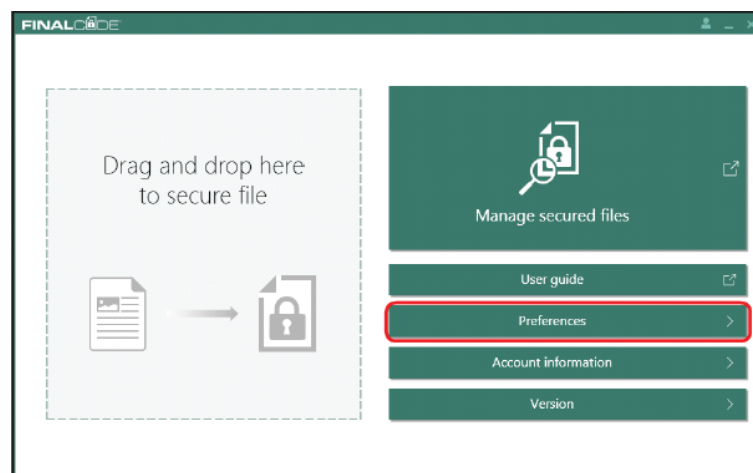 FINALCODE
Drag and drop here
to secure file
Manage secured files
User guide
Preferences
Account information
Version